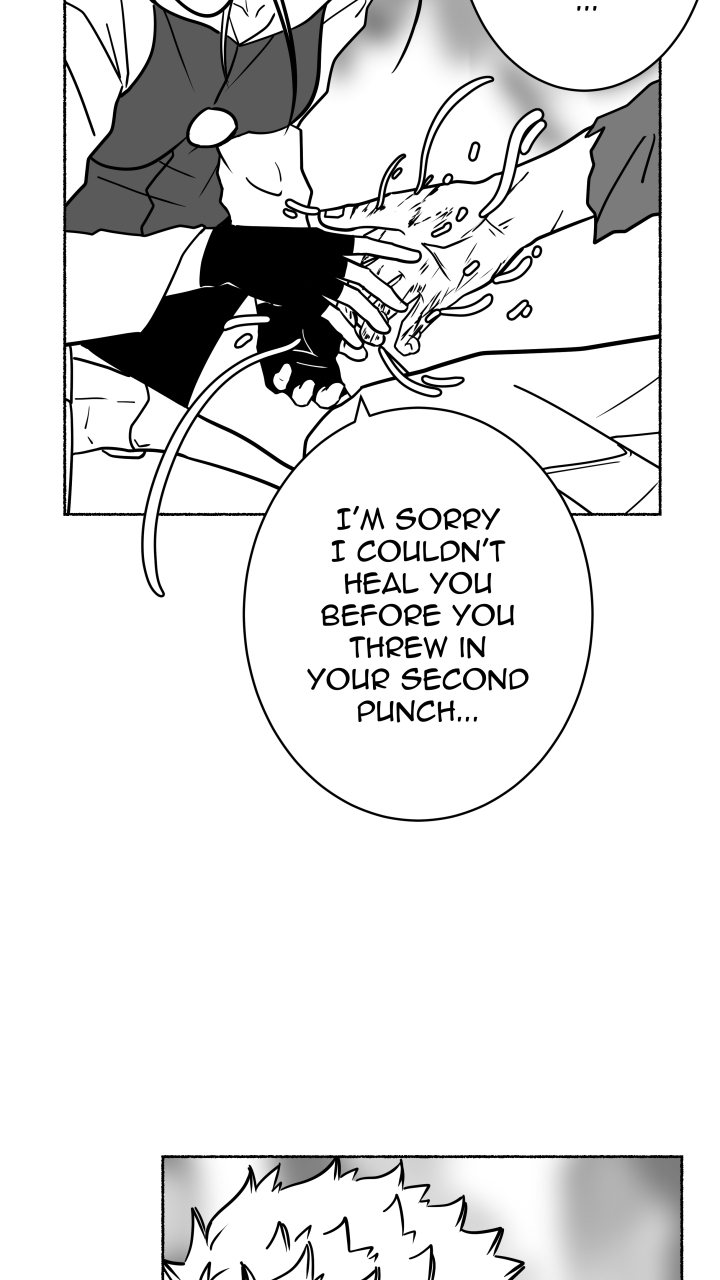 ...
I'M SORRY
I COULDN'T
HEAL YOU
BEFORE YOU
THREW IN
YOUR SECOND
PUNCH...